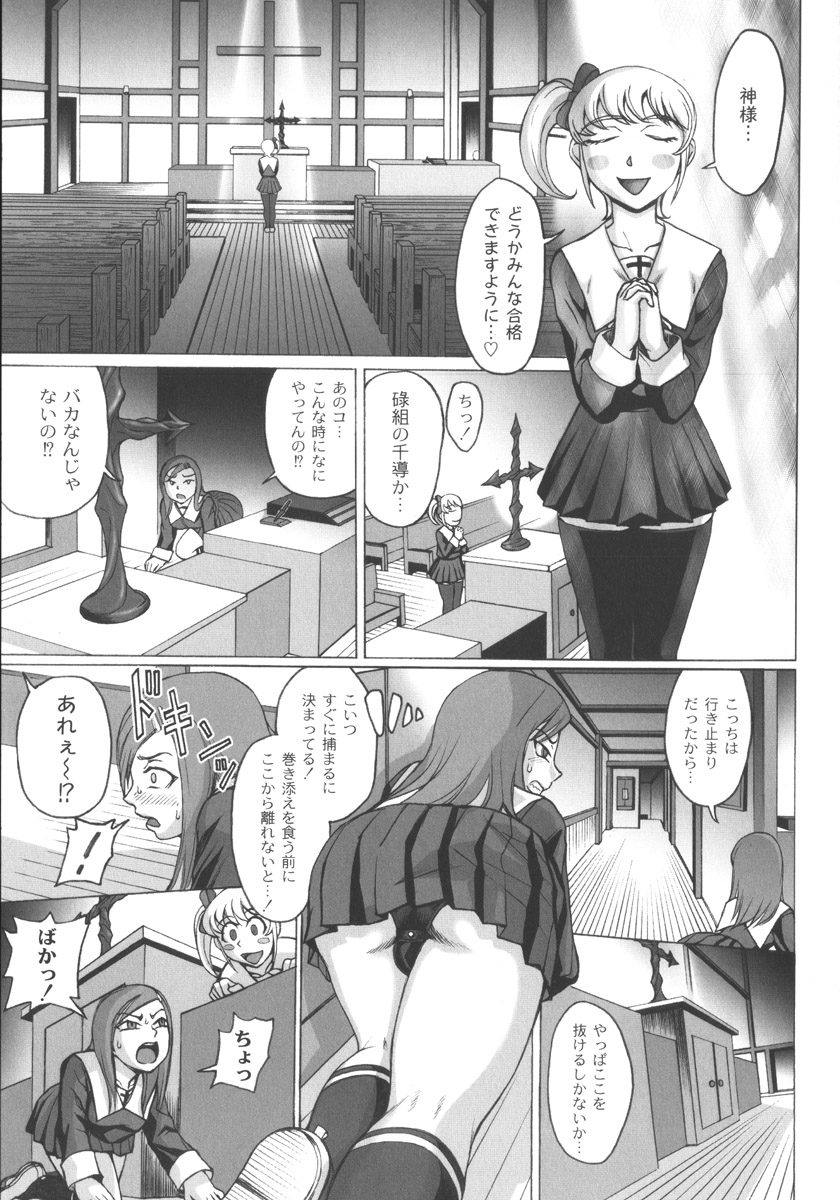 神様…
どうかみんな合格
できますように…♡
ちっ！
碌組の千導か…
あのコ…
こんな時になに
やってんの!?
バカなんじゃ
ないの!?
こっちは
行き止まり
だったから…
やっぱここを
抜けるしかないか…
こいつ
すぐに捕まるに
決まってる！
巻き添えを食う前に
ここから離れないと…！
ドキンッ
あれぇ〜!?
！
ちょっ
ばかっ！